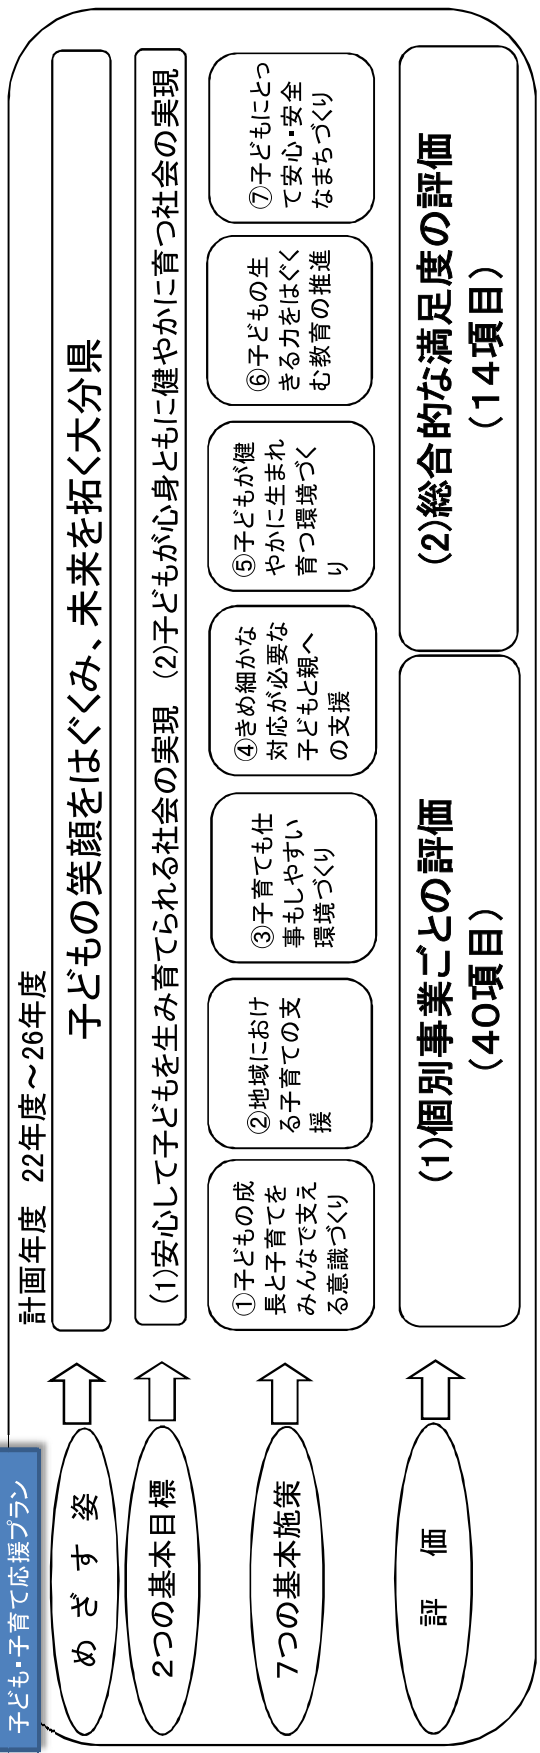 子ども・子育て応援プラン
計画年度　22年度～26年度
めざす姿
子どもの笑顔をはぐくみ、未来を拓く大分県
2つの基本目標
(1)安心して子どもを生み育てられる社会の実現　(2)子どもが心身ともに健やかに育つ社会の実現
7つの基本施策
①子どもの成
長と子育てを
みんなで支え
る意識づくり
②地域におけ
る子育ての支
援
③子育ても仕
事もしやすい
環境づくり
④きめ細かな
対応が必要な
子どもと親へ
の支援
⑤子どもが健
やかに生まれ
育つ環境づく
り
⑥子どもの生
きる力をはぐく
む教育の推進
⑦子どもにとっ
て安心・安全
なまちづくり
評　価
(1)個別事業ごとの評価
(40項目)
(2)総合的な満足度の評価
(14項目)